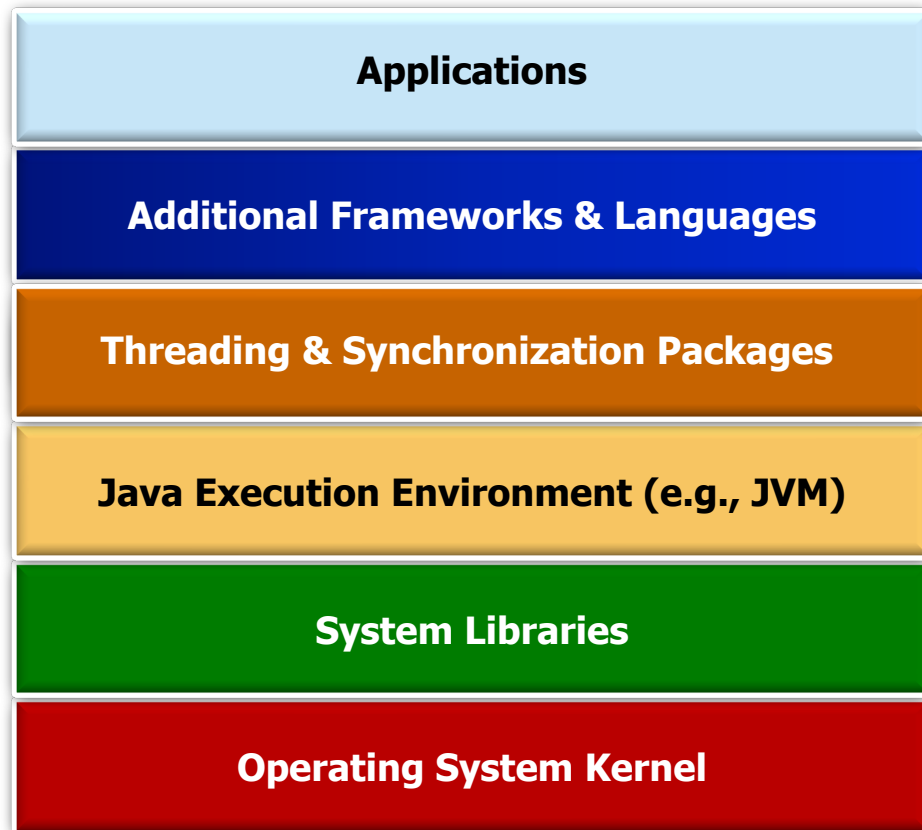 Applications
Additional Frameworks & Languages
Threading & Synchronization Packages
Java Execution Environment (e.g., JVM)
System Libraries
Operating System Kernel